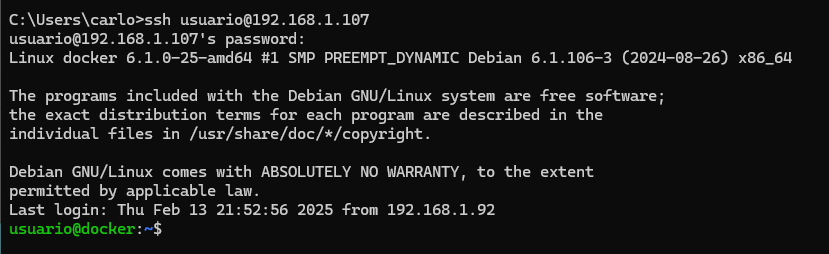 C:\Users\carlo>ssh usuario@192.168.1.107
usuario@192.168.1.107's password:
Linux docker 6.1.0-25-amd64 #1 SMP PREEMPT_DYNAMIC Debian 6.1.106-3 (2024-08-26) x86_64
The programs included with the Debian GNU/Linux system are free software;
the exact distribution terms for each program are described in the
individual files in /usr/share/doc/*/copyright.
Debian GNU/Linux comes with ABSOLUTELY NO WARRANTY, to the extent
permitted by applicable law.
Last login: Thu Feb 13 21:52:56 2025 from 192.168.1.92
usuario@docker:~$